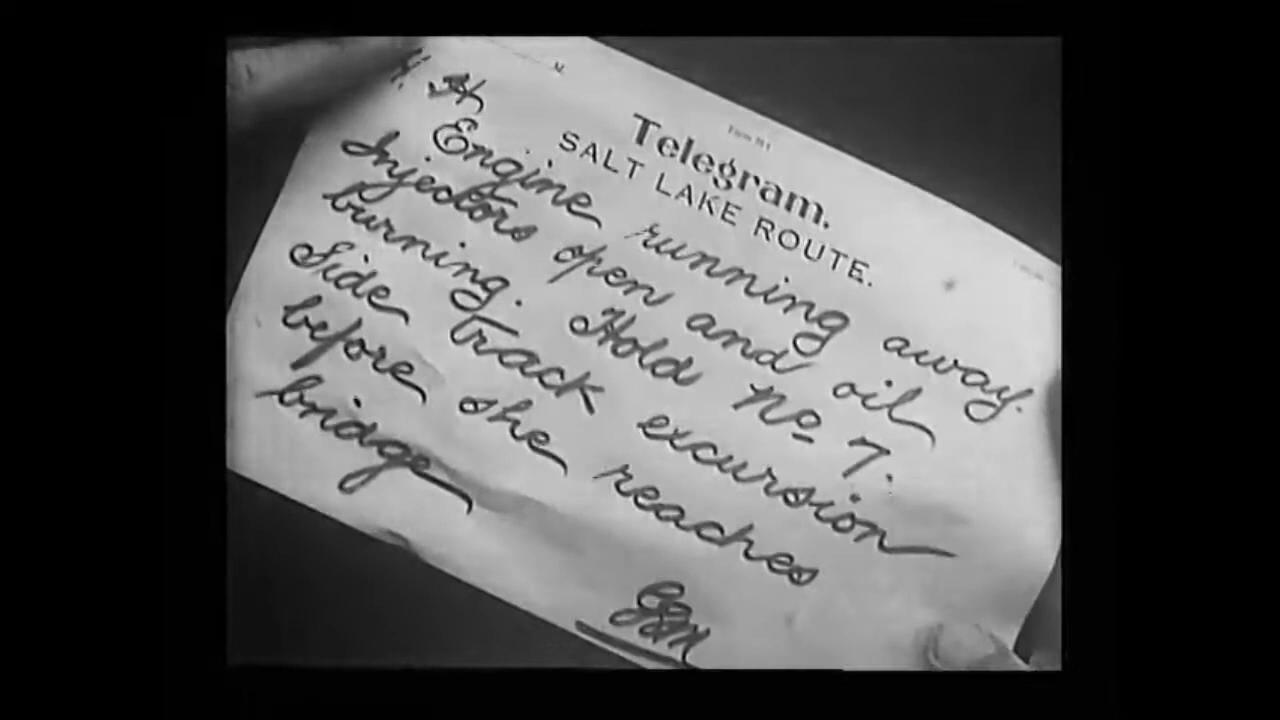 Telegram.
SALT LAKE ROUTE.
Engine running away.
Injectors open and oil
burning. Hold No. 7.
Side track excursion
before she reaches
bridge